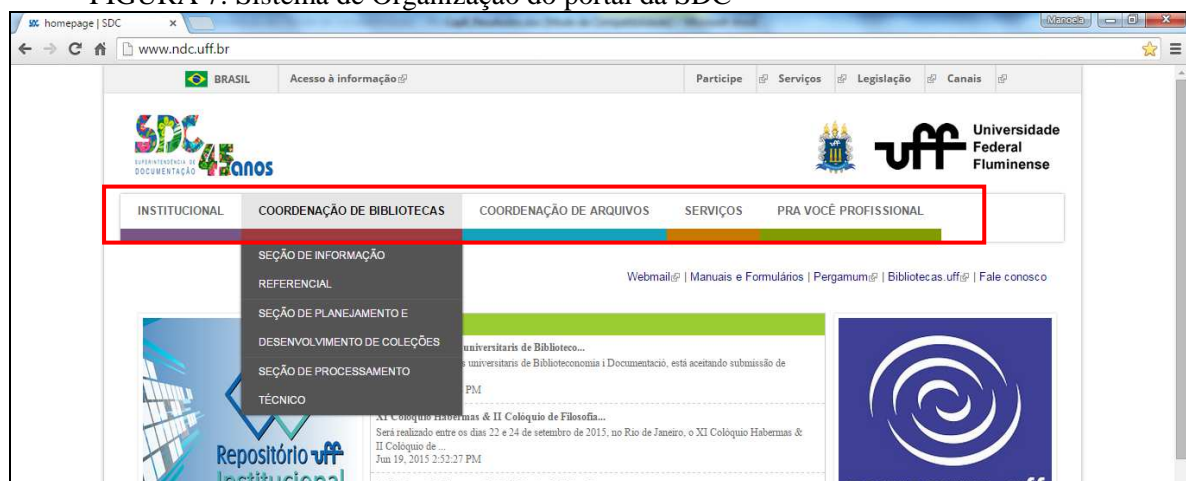 FIGURA 7: Sistema de Organização do portal da SDC
homepage | SDC
Manoela
www.ndc.uff.br
BRASIL Acesso à informação Participe Serviços Legislação Canais
SDC 45 anos
SUPERINTENDÊNCIA DE
DOCUMENTAÇÃO
uff Universidade
Federal
Fluminense
INSTITUCIONAL COORDENAÇÃO DE BIBLIOTECAS COORDENAÇÃO DE ARQUIVOS SERVIÇOS PRA VOCÊ PROFISSIONAL
SEÇÃO DE INFORMAÇÃO
REFERENCIAL
SEÇÃO DE PLANEJAMENTO E
DESENVOLVIMENTO DE COLEÇÕES
SEÇÃO DE PROCESSAMENTO
TÉCNICO
Webmail | Manuais e Formulários | Pergamum | Bibliotecas.uff | Fale conosco
universitaris de Biblioteco...
universitaris de Biblioteconomia i Documentació, está aceitando submissão de
PM
XI Colóquio Habermas & II Colóquio de Filosofia...
Será realizado entre os dias 22 e 24 de setembro de 2015, no Rio de Janeiro, o XI Colóquio Habermas &
II Colóquio de ...
Jun 19, 2015 2:52:27 PM
Repositório uff
Institucional